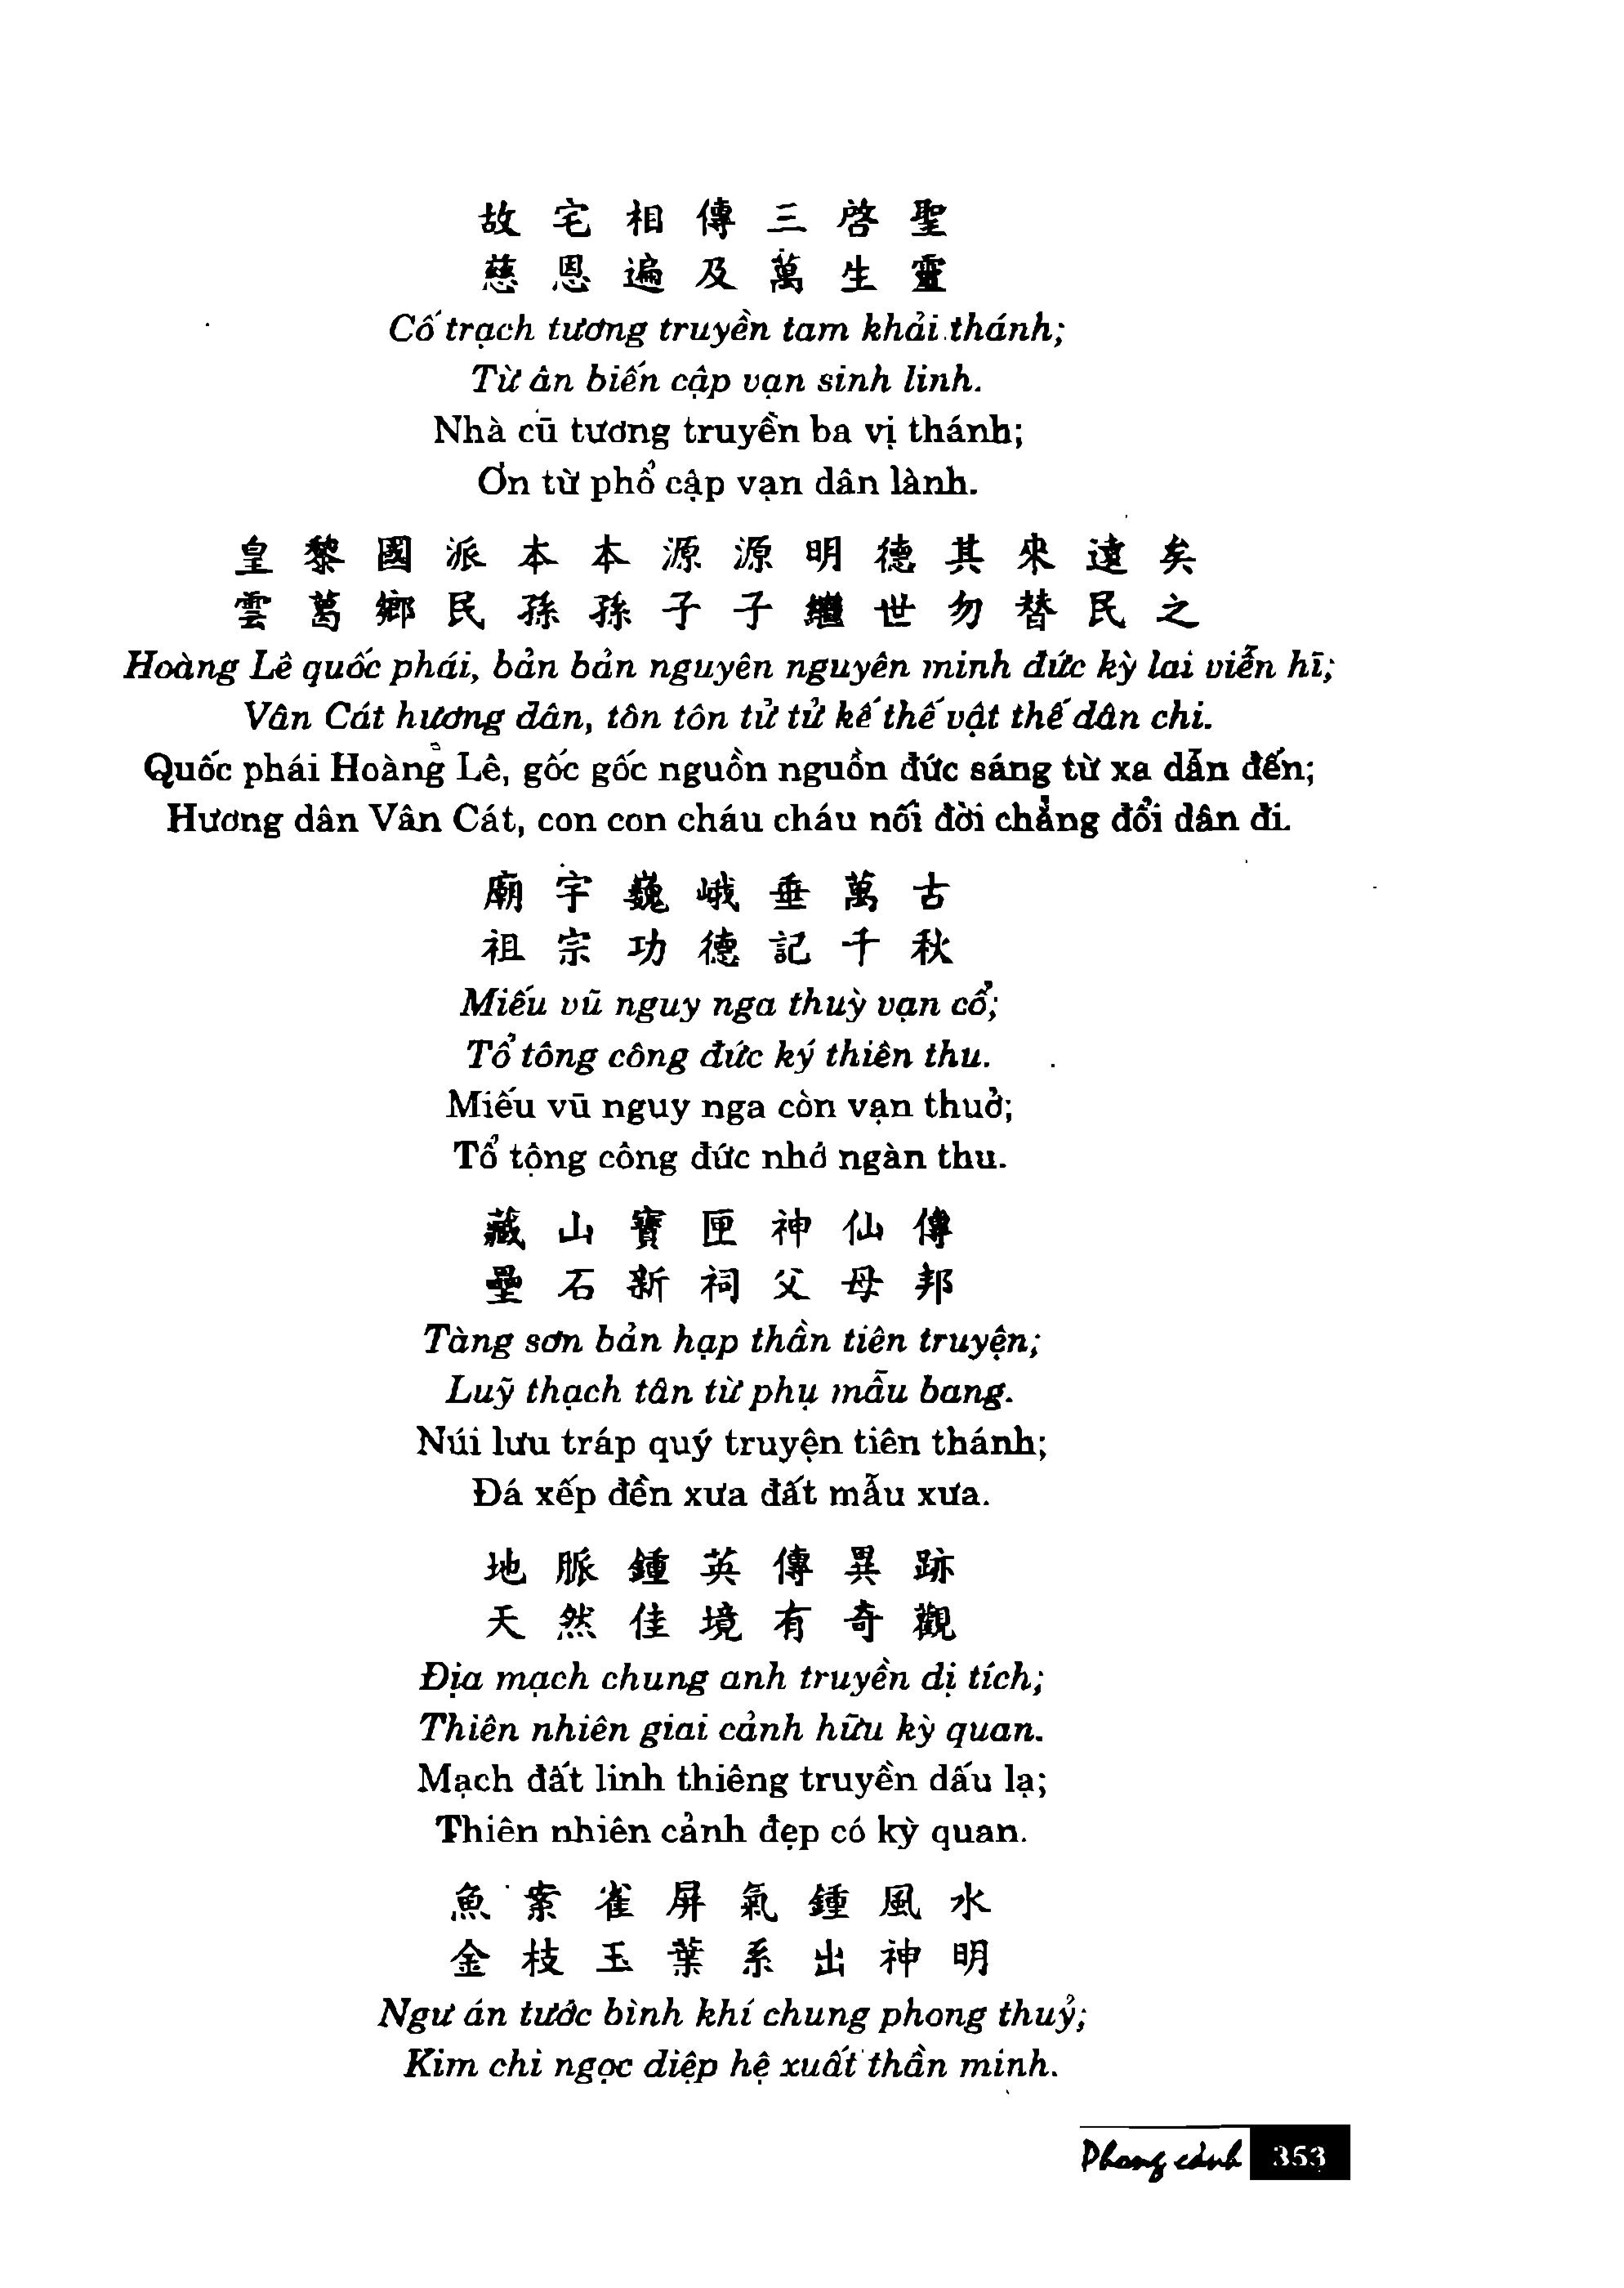 故宅相傳三啓聖
慈恩遍及萬生靈
Cố trạch tương truyền tam khải thánh;
Từ ân biến cập vạn sinh linh.
Nhà cũ tương truyền ba vị thánh;
Ơn từ phổ cập vạn dân lành.
皇黎國派本本源源明德其來遠矣
雲葛鄉民孫孫子子繼世勿替民之
Hoàng Lê quốc phái, bản bản nguyên nguyên minh đức kỳ lai viễn hĩ;
Vân Cát hương dân, tôn tôn tử tử kế thế vật thế dân chi.
Quốc phái Hoàng Lê, gốc gốc nguồn nguồn đức sáng từ xa dẫn đến;
Hương dân Vân Cát, con con cháu cháu nối đời chẳng đổi dân đi.
廟宇巍峨垂萬古
祖宗功德記千秋
Miếu vũ nguy nga thuỳ vạn cổ;
Tổ tông công đức ký thiên thu.
Miếu vũ nguy nga còn vạn thuở;
Tổ tông công đức nhớ ngàn thu.
藏山寶匣神仙傳
壘石新祠父母邦
Tàng sơn bản hạp thần tiên truyện;
Luỹ thạch tân từ phụ mẫu bang.
Núi lưu tráp quý truyện tiên thánh;
Đá xếp đền xưa đất mẫu xưa.
地脈鍾英傳異跡
天然佳境有奇觀
Địa mạch chung anh truyền dị tích;
Thiên nhiên giai cảnh hữu kỳ quan.
Mạch đất linh thiêng truyền dấu lạ;
Thiên nhiên cảnh đẹp có kỳ quan.
魚案雀屏氣鍾風水
金枝玉葉系出神明
Ngư án tước bình khí chung phong thuỷ;
Kim chi ngọc diệp hệ xuất thần minh.
Phong cảnh 353